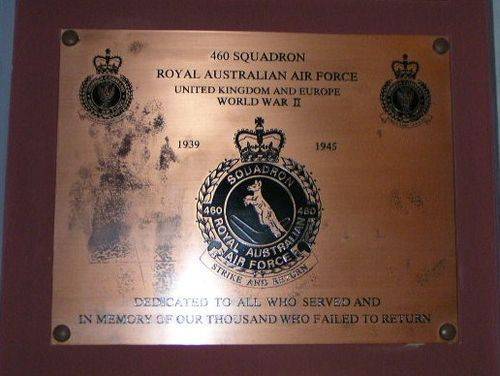 460 SQUADRON
ROYAL AUSTRALIAN AIR FORCE
UNITED KINGDOM AND EUROPE
WORLD WAR II
1939 1945
SQUADRON
460 460
ROYAL AUSTRALIAN
AIR FORCE
STRIKE AND RETURN
DEDICATED TO ALL WHO SERVED AND
IN MEMORY OF OUR THOUSAND WHO FAILED TO RETURN